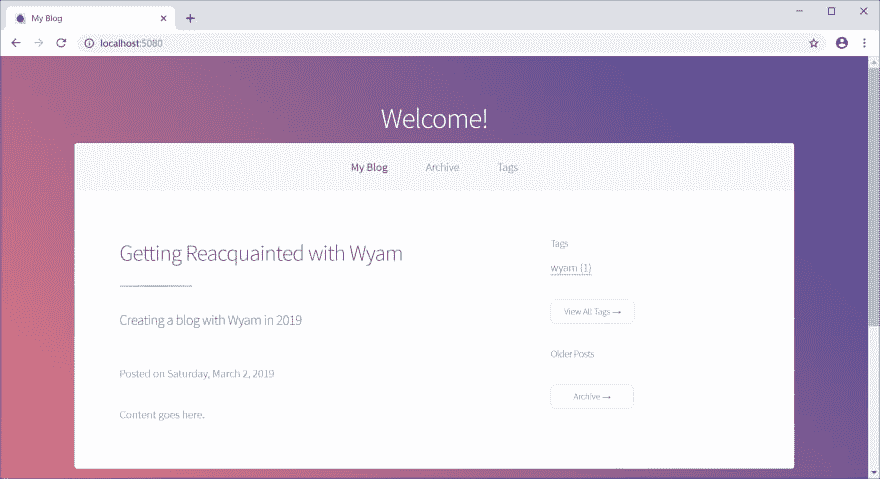 My Blog
localhost:5080
Welcome!
My Blog Archive Tags
Getting Reacquainted with Wyam
Creating a blog with Wyam in 2019
Posted on Saturday, March 2, 2019
Content goes here.
Tags
wyam (1)
View All Tags →
Older Posts
Archive →